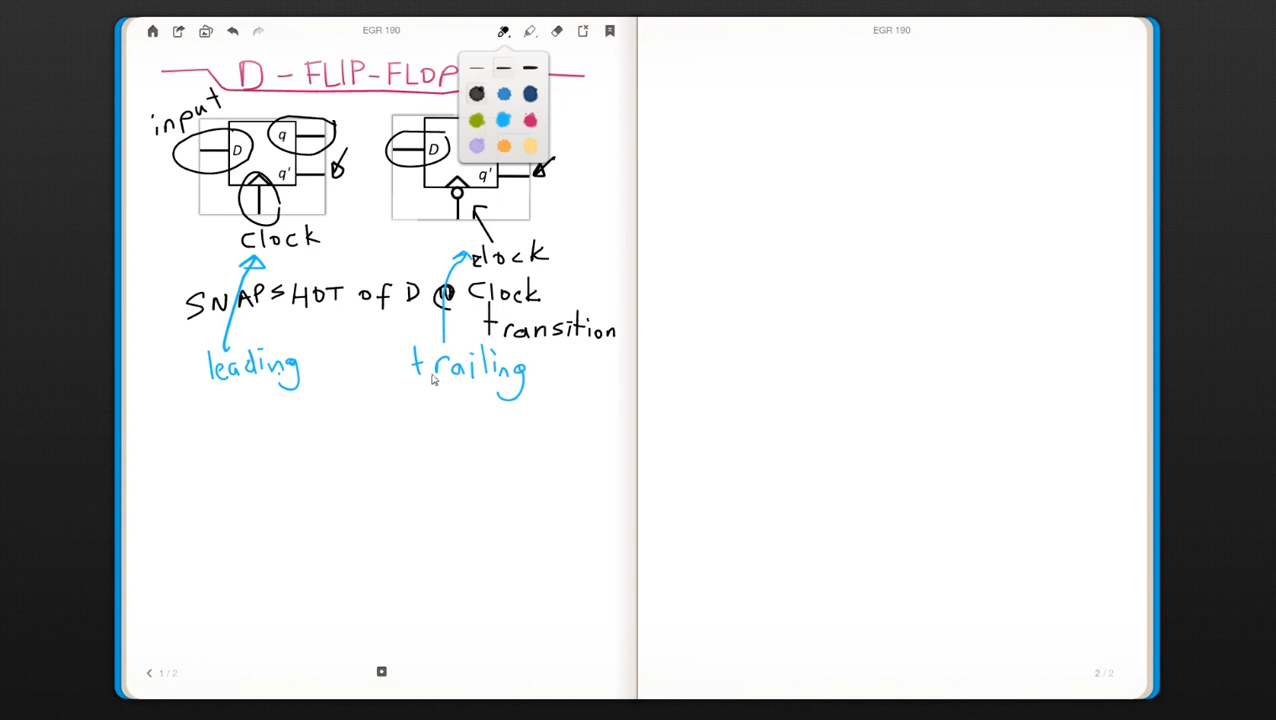 EGR 190
EGR 190
D-FLIP-FLOP
input
D
q
q'
D
q'
Clock
clock
SNAPSHOT of D @ Clock
transition
leading
trailing
1 / 2
2 / 2